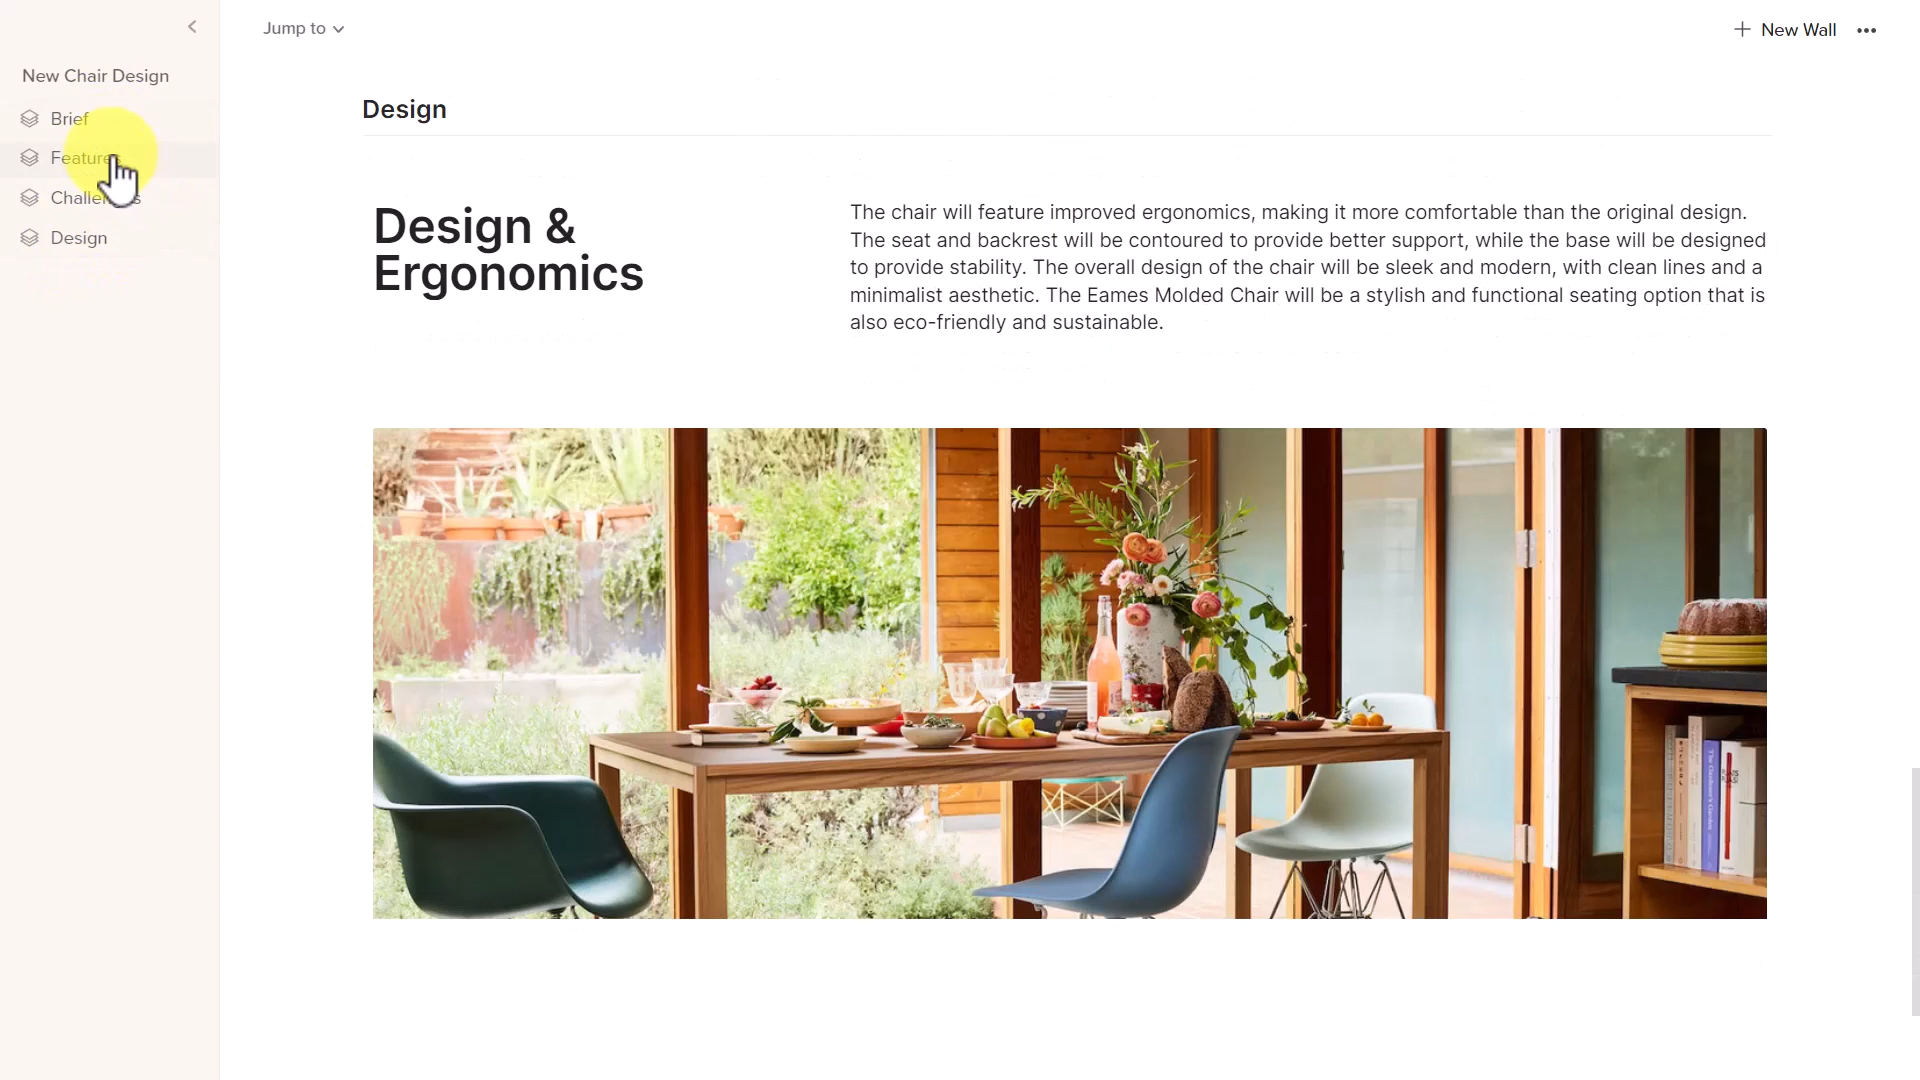 Jump to
New Wall
New Chair Design
Brief
Features
Challenges
Design
Design
Design &
Ergonomics
The chair will feature improved ergonomics, making it more comfortable than the original design.
The seat and backrest will be contoured to provide better support, while the base will be designed
to provide stability. The overall design of the chair will be sleek and modern, with clean lines and a
minimalist aesthetic. The Eames Molded Chair will be a stylish and functional seating option that is
also eco-friendly and sustainable.